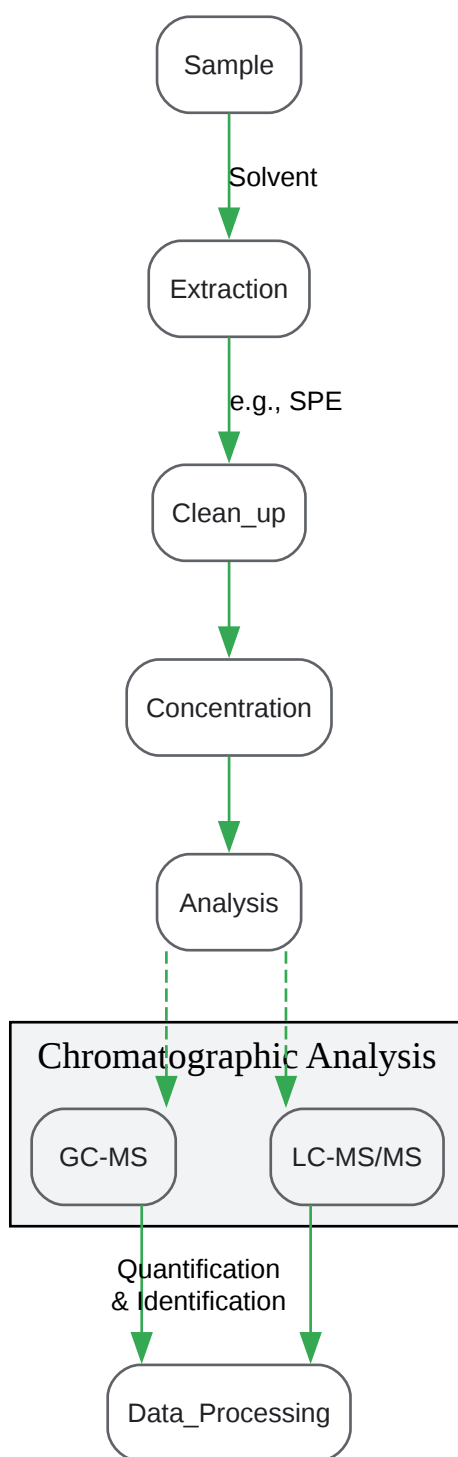 Sample
Solvent
Extraction
e.g., SPE
Clean_up
Concentration
Analysis
Chromatographic Analysis
GC-MS
LC-MS/MS
Quantification
& Identification
Data_Processing